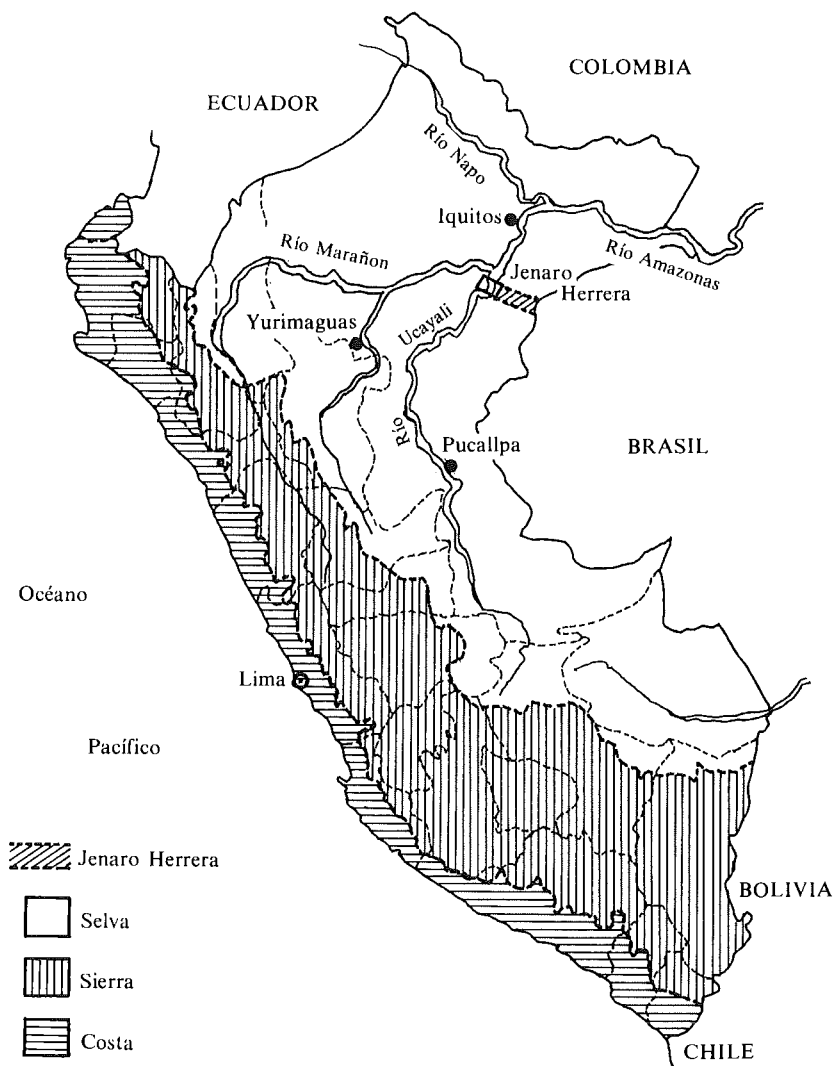 COLOMBIA
ECUADOR
Río Napo
Iquitos
Río Marañon
Río Amazonas
Jenaro
Herrera
Yurimaguas
Río Ucayali
Pucallpa
BRASIL
Océano
Lima
Pacífico
Jenaro Herrera
Selva
BOLIVIA
Sierra
Costa
CHILE